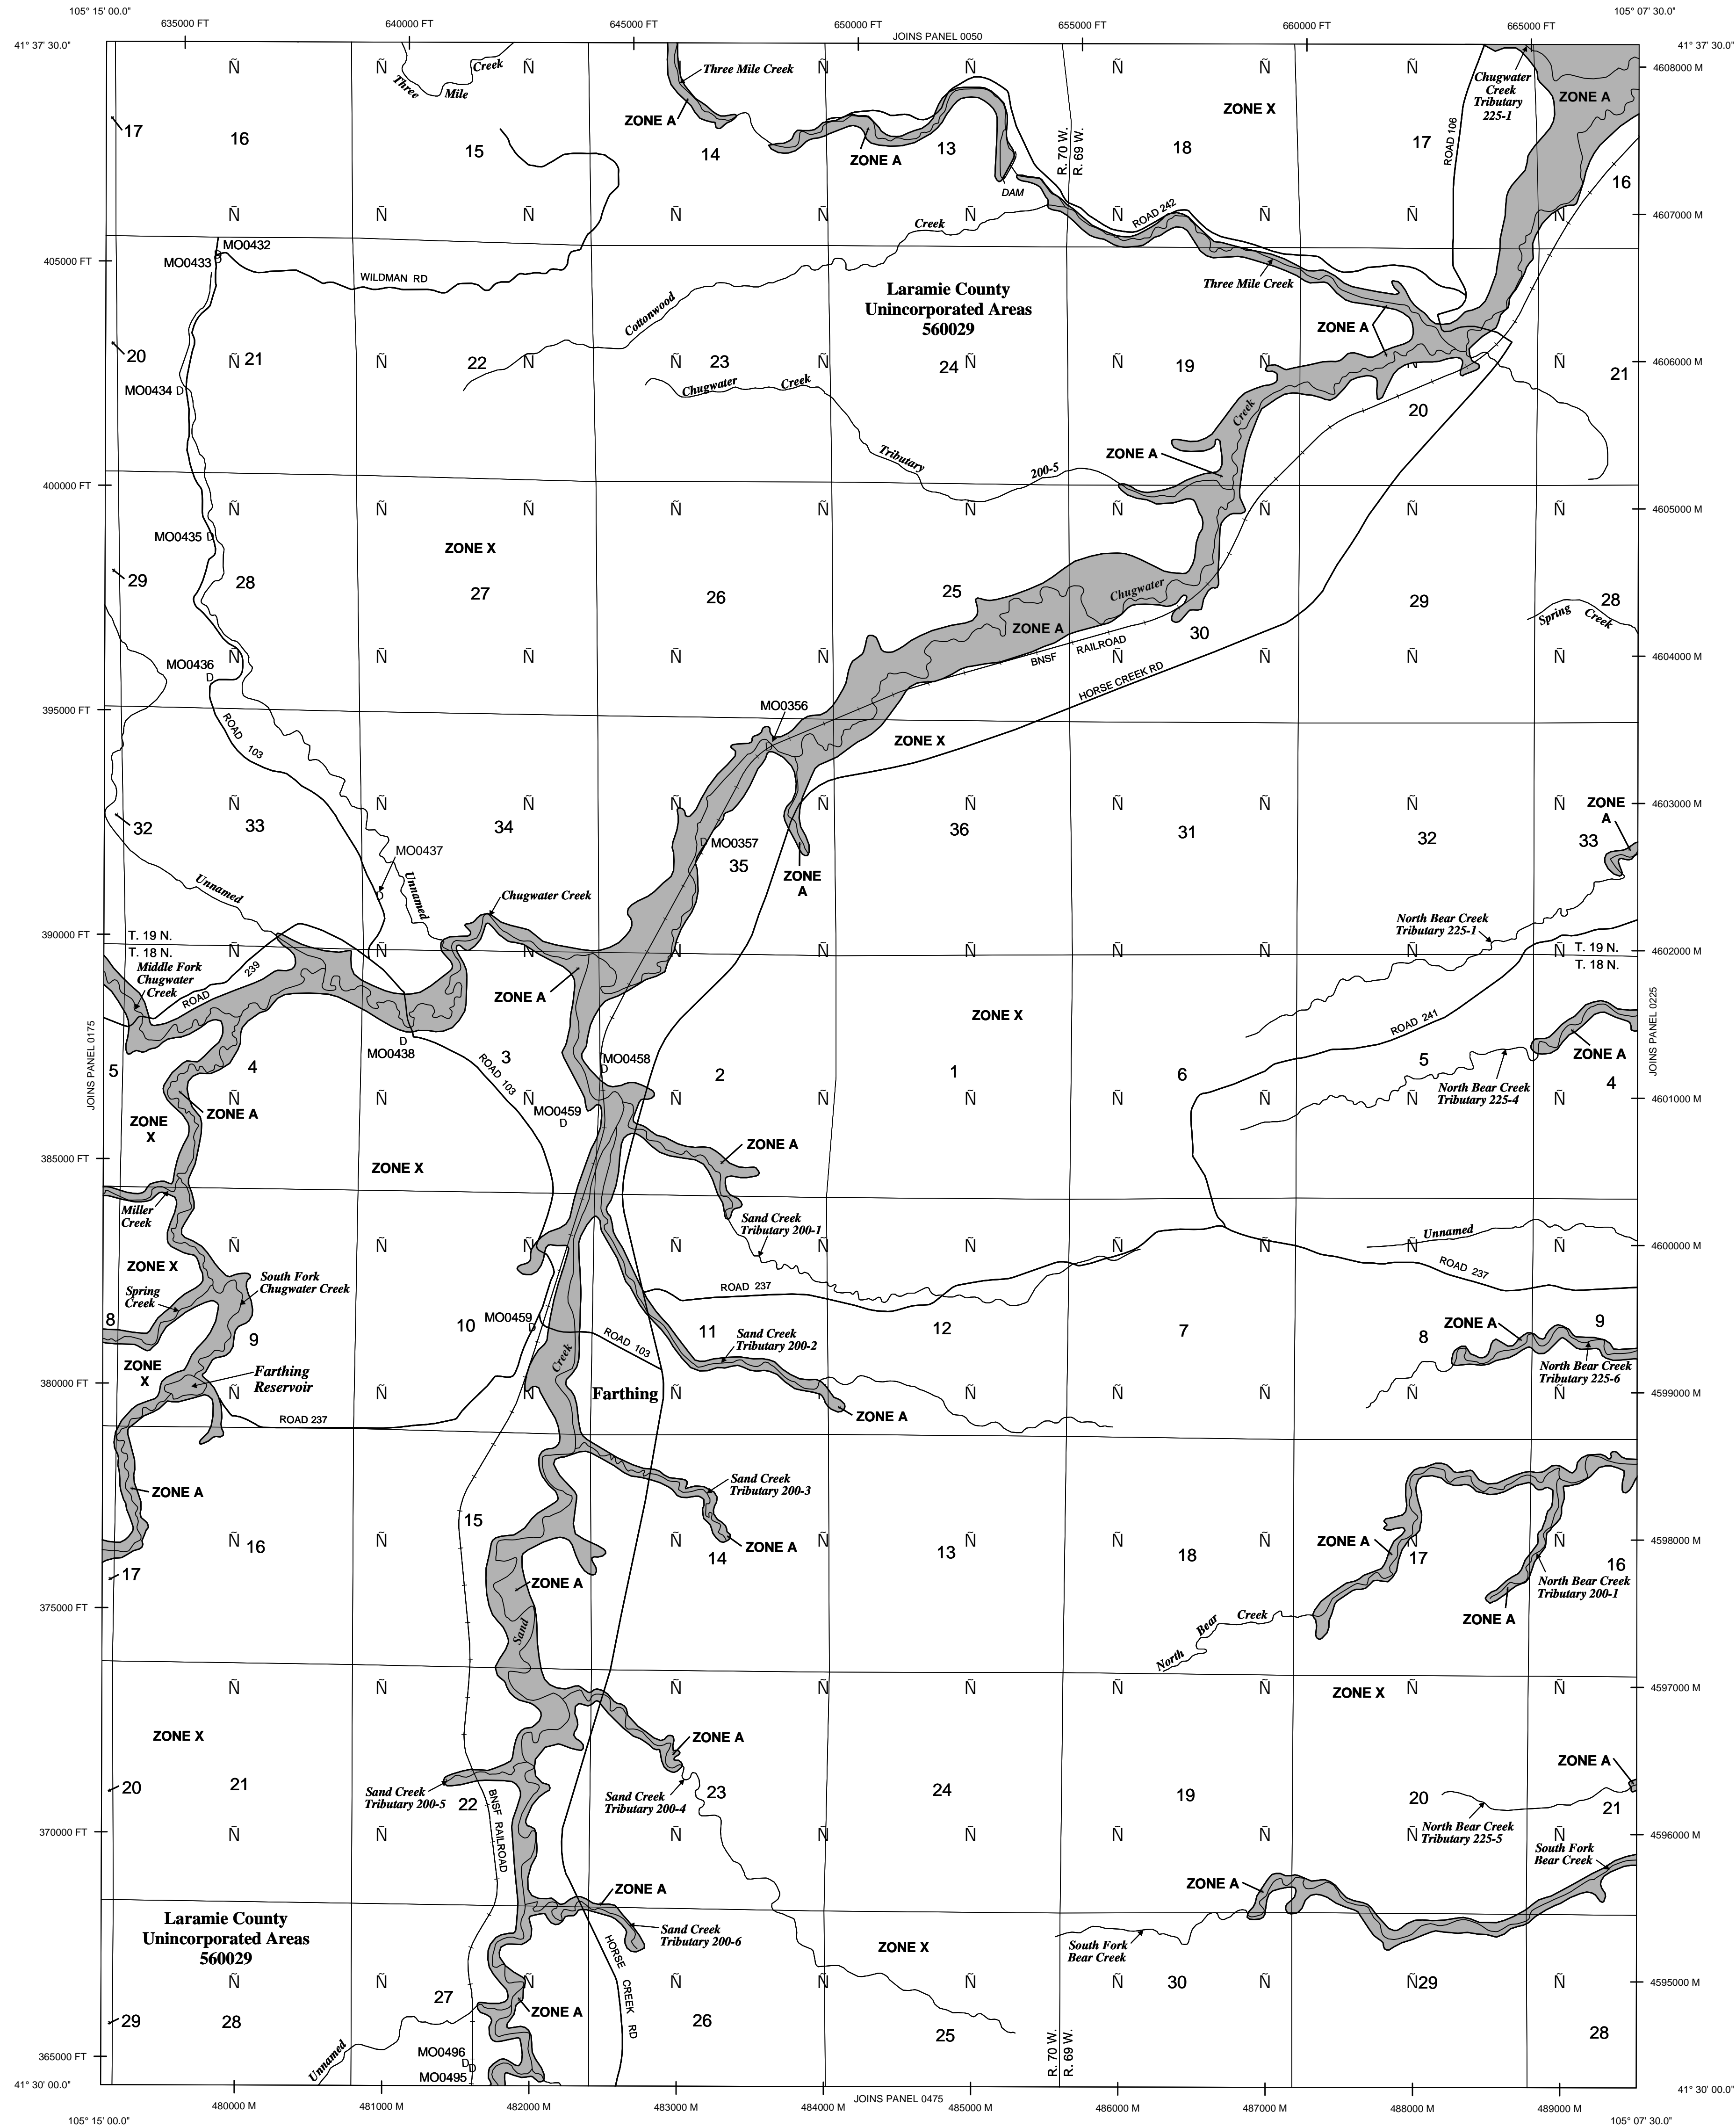 105° 15' 00.0"
635000 FT
640000 FT
645000 FT
650000 FT
655000 FT
660000 FT
665000 FT
105° 07' 30.0"
JOINS PANEL 0050
41° 37' 30.0"
41° 37' 30.0"
Ñ Ñ Ñ Ñ Ñ Ñ Ñ Ñ
4608000 M
Three
Mile
Creek
Three Mile Creek
ZONE A
ZONE X
Chugwater
Creek
Tributary
225-1
ZONE A
17
16
15
14
ZONE A
13
R. 70 W.
R. 69 W.
18
17
ROAD 106
16
DAM
Ñ Ñ Ñ Ñ Ñ Ñ Ñ Ñ Ñ Ñ
4607000 M
ROAD 242
Creek
MO0432
MO0433
405000 FT
WILDMAN RD
Cottonwood
Laramie County
Unincorporated Areas
560029
Three Mile Creek
ZONE A
20
Ñ 21
Ñ
22
Ñ
23
Ñ
24 Ñ
Ñ
19
Ñ
Ñ
Ñ
4606000 M
21
MO0434 D
Chugwater
Creek
20
Creek
Tributary
200-5
ZONE A
400000 FT
Ñ Ñ Ñ Ñ Ñ Ñ Ñ Ñ Ñ Ñ
4605000 M
MO0435 D
ZONE X
29
28
27
26
25
Chugwater
29
28
Spring
Creek
ZONE A
30
BNSF
RAILROAD
Ñ Ñ Ñ Ñ Ñ Ñ Ñ Ñ Ñ
4604000 M
MO0436
D
HORSE CREEK RD
395000 FT
MO0356
D
ROAD
103
ZONE X
Ñ Ñ Ñ Ñ Ñ Ñ Ñ Ñ Ñ Ñ
4603000 M
ZONE
A
32
33
34
D MO0357
35
36
31
32
33
MO0437
D
ZONE
A
Unnamed
Unnamed
Chugwater Creek
North Bear Creek
Tributary 225-1
390000 FT
T. 19 N.
T. 18 N.
Ñ Ñ Ñ Ñ Ñ Ñ Ñ Ñ Ñ Ñ
T. 19 N.
T. 18 N.
4602000 M
Middle Fork
Chugwater
Creek
ROAD
239
ZONE A
ZONE X
JOINS PANEL 0175
JOINS PANEL 0225
ROAD 241
D
MO0438
ROAD 103
3
MO0458
D
5
4
2
1
6
5
ZONE A
4
North Bear Creek
Tributary 225-4
Ñ Ñ Ñ Ñ Ñ Ñ Ñ Ñ Ñ Ñ
4601000 M
ZONE
X
ZONE A
MO0459
D
ZONE A
385000 FT
ZONE X
Miller
Creek
Sand Creek
Tributary 200-1
Unnamed
Ñ Ñ Ñ Ñ Ñ Ñ Ñ Ñ Ñ Ñ
4600000 M
ZONE X
Spring
Creek
South Fork
Chugwater Creek
ROAD 237
ROAD 237
8
9
10
MO0459
D
ROAD 103
11
Sand Creek
Tributary 200-2
12
7
8
ZONE A
9
ZONE
X
Farthing
Reservoir
Creek
North Bear Creek
Tributary 225-6
380000 FT
Ñ Ñ Ñ
Farthing
Ñ Ñ Ñ Ñ Ñ Ñ Ñ
4599000 M
ROAD 237
ZONE A
ZONE A
Sand Creek
Tributary 200-3
15
Ñ 16
Ñ
ZONE A
Ñ
14
Ñ
13
Ñ
Ñ
18
Ñ
ZONE A
Ñ
17
Ñ
16
4598000 M
17
ZONE A
North Bear Creek
Tributary 200-1
375000 FT
Sand
North
Bear
Creek
ZONE A
Ñ Ñ Ñ Ñ Ñ Ñ Ñ Ñ Ñ
4597000 M
ZONE X
ZONE X
ZONE A
ZONE A
20
21
Sand Creek
Tributary 200-5
22
BNSF RAILROAD
Sand Creek
Tributary 200-4
23
24
19
20
21
North Bear Creek
Tributary 225-5
370000 FT
Ñ Ñ Ñ Ñ Ñ Ñ Ñ Ñ Ñ Ñ
4596000 M
South Fork
Bear Creek
ZONE A
ZONE A
Laramie County
Unincorporated Areas
560029
Sand Creek
Tributary 200-6
HORSE CREEK RD
ZONE X
South Fork
Bear Creek
Ñ Ñ Ñ Ñ Ñ Ñ Ñ
30
Ñ
Ñ29
Ñ
4595000 M
27
ZONE A
29
28
26
25
28
Unnamed
MO0496
D
D
MO0495
R. 70 W.
R. 69 W.
365000 FT
41° 30' 00.0"
41° 30' 00.0"
JOINS PANEL 0475
480000 M
481000 M
482000 M
483000 M
484000 M
485000 M
486000 M
487000 M
488000 M
489000 M
105° 15' 00.0"
105° 07' 30.0"